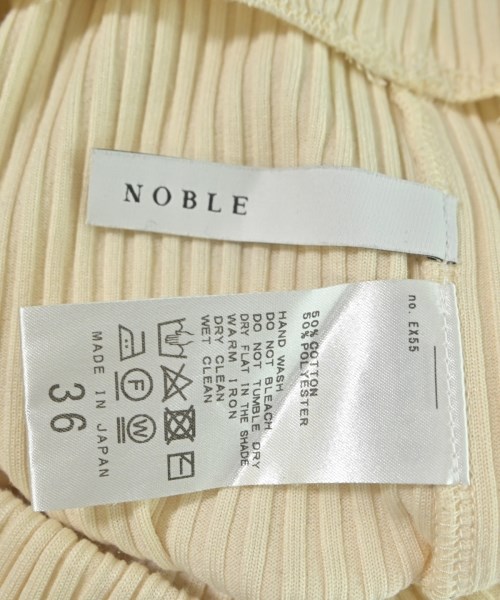 NOBLE
no. EX55
50% COTTON
50% POLYESTER
HAND WASH
DO NOT BLEACH
DO NOT TUMBLE DRY
DRY FLAT IN THE SHADE
WARM IRON
DRY CLEAN
WET CLEAN
F W
36
MADE IN JAPAN